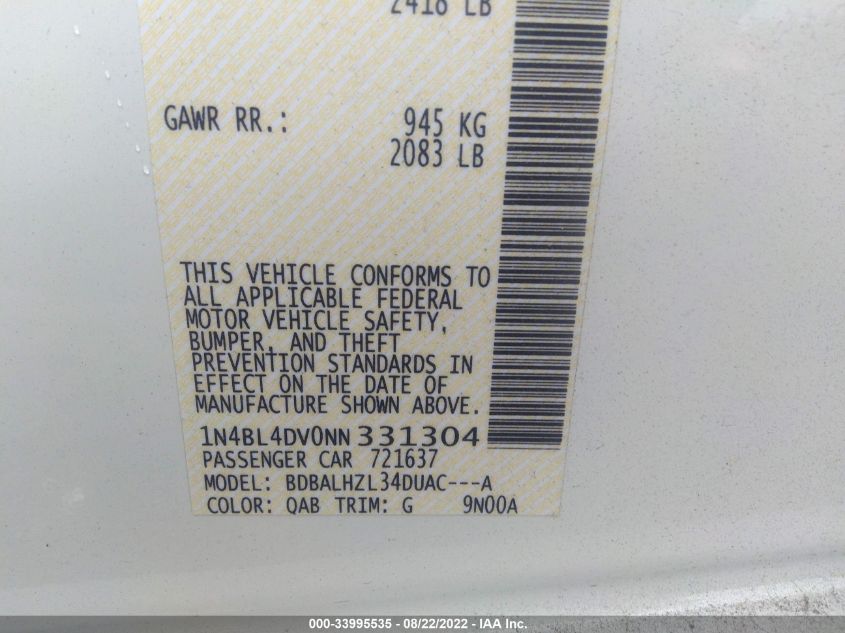 2418 LB
GAWR RR.: 945 KG
2083 LB
THIS VEHICLE CONFORMS TO
ALL APPLICABLE FEDERAL
MOTOR VEHICLE SAFETY,
BUMPER, AND THEFT
PREVENTION STANDARDS IN
EFFECT ON THE DATE OF
MANUFACTURE SHOWN ABOVE.
1N4BL4DV0NN331304
PASSENGER CAR 721637
MODEL: BDBALHZL34DUAC---A
COLOR: QAB TRIM: G 9N00A
000-33995535 - 08/22/2022 - IAA Inc.